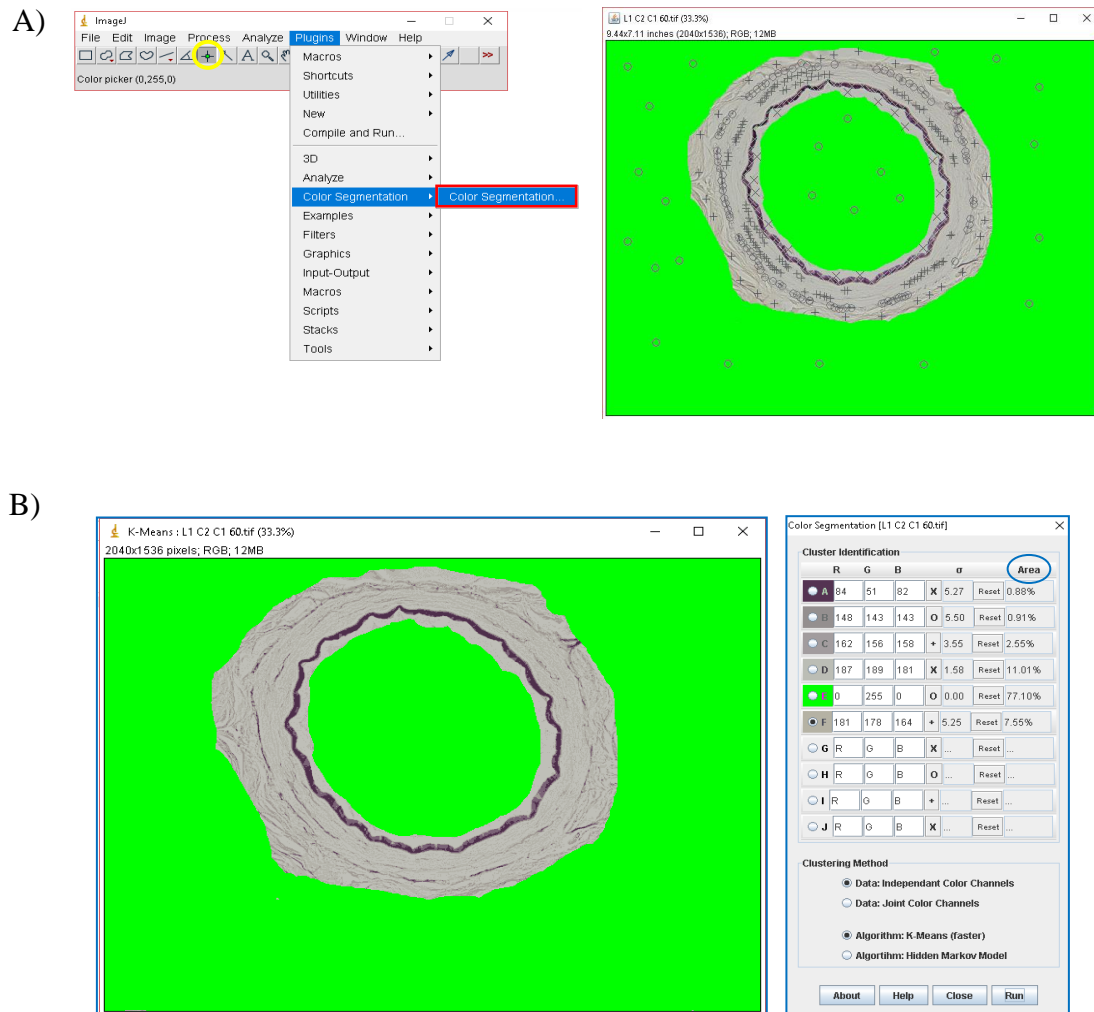 A)
ImageJ
File Edit Image Process Analyze Plugins Window Help
A >>
Color picker (0,255,0)
Macros
Shortcuts
Utilities
New
Compile and Run...
3D
Analyze
Color Segmentation Color Segmentation...
Examples
Filters
Graphics
Input-Output
Macros
Scripts
Stacks
Tools
L1 C2 C1 60.tif (33.3%)
9.44x7.11 inches (2040x1536); RGB; 12MB
B)
K-Means : L1 C2 C1 60.tif (33.3%)
2040x1536 pixels; RGB; 12MB
Color Segmentation [L1 C2 C1 60.tif]
Cluster Identification
R G B σ Area
A 84 51 82 X 5.27 Reset 0.88%
B 148 143 143 O 5.50 Reset 0.91%
C 162 156 158 + 3.55 Reset 2.55%
D 187 189 181 X 1.58 Reset 11.01%
E 0 255 0 O 0.00 Reset 77.10%
F 181 178 164 + 5.25 Reset 7.55%
G R G B X ... Reset ...
H R G B O ... Reset ...
I R G B + ... Reset ...
J R G B X ... Reset ...
Clustering Method
Data: Independant Color Channels
Data: Joint Color Channels
Algorithm: K-Means (faster)
Algortihm: Hidden Markov Model
About Help Close Run